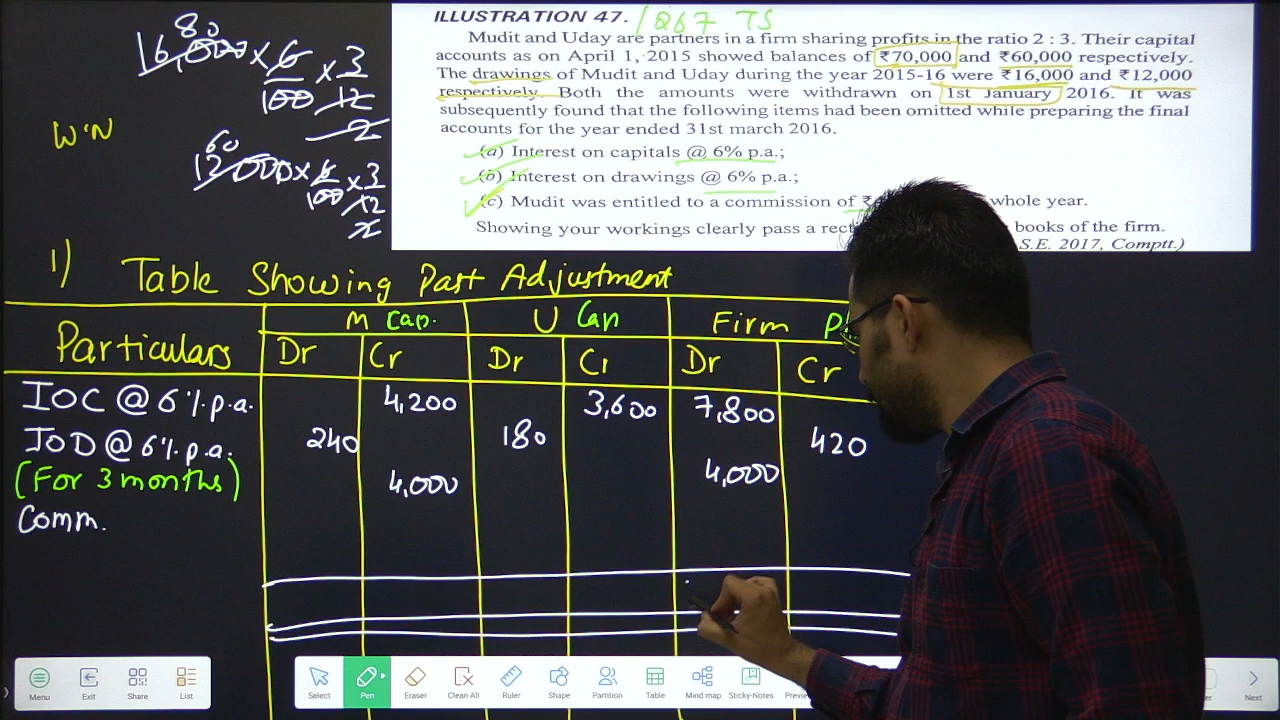 ILLUSTRATION 47. / Q67 TS
Mudit and Uday are partners in a firm sharing profits in the ratio 2 : 3. Their capital
accounts as on April 1, 2015 showed balances of ₹70,000 and ₹60,000 respectively.
The drawings of Mudit and Uday during the year 2015-16 were ₹16,000 and ₹12,000
respectively. Both the amounts were withdrawn on 1st January 2016. It was
subsequently found that the following items had been omitted while preparing the final
accounts for the year ended 31st march 2016.
(a) Interest on capitals @ 6% p.a.;
(b) Interest on drawings @ 6% p.a.;
(c) Mudit was entitled to a commission of ₹ whole year.
Showing your workings clearly pass a books of the firm.
S.E. 2017, Comptt.)
80
16,000 × 6 × 3
100 12
2
W'N
60
12000 × 6 × 3
100 12
2
1) Table Showing Past Adjustment
Particulars M Cap. U Cap Firm
Dr Cr Dr Cr Dr Cr
IOC @ 6% p.a. 4,200 3,600 7,800
IOD @ 6% p.a. 240 180 420
(For 3 months) 4,000 4,000
Comm.
Menu Exit Share List Select Pen Eraser Clean All Ruler Shape Partition Table Mind map Sticky-Notes Next